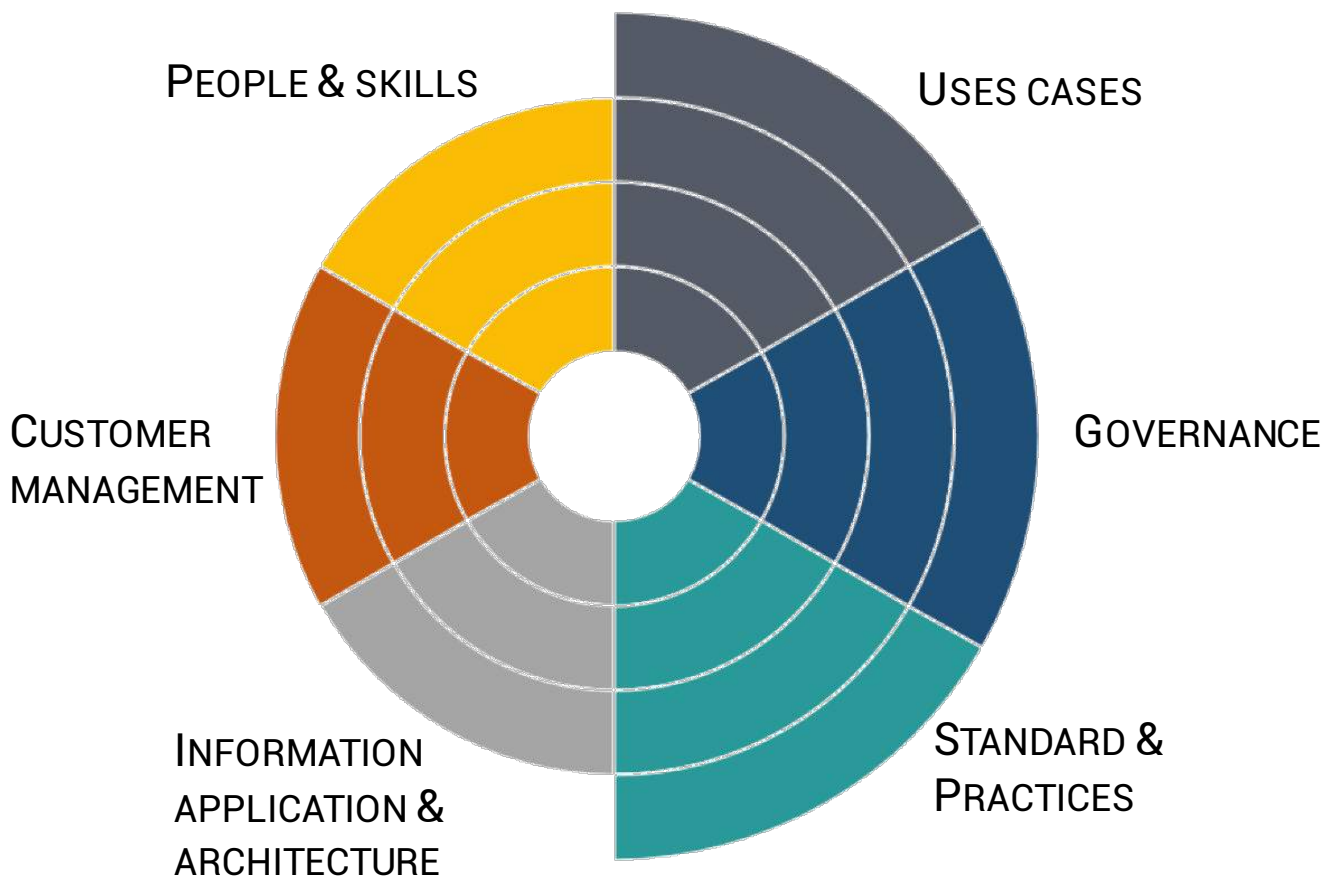 PEOPLE & SKILLS
USES CASES
CUSTOMER
MANAGEMENT
GOVERNANCE
INFORMATION
APPLICATION &
ARCHITECTURE
STANDARD &
PRACTICES